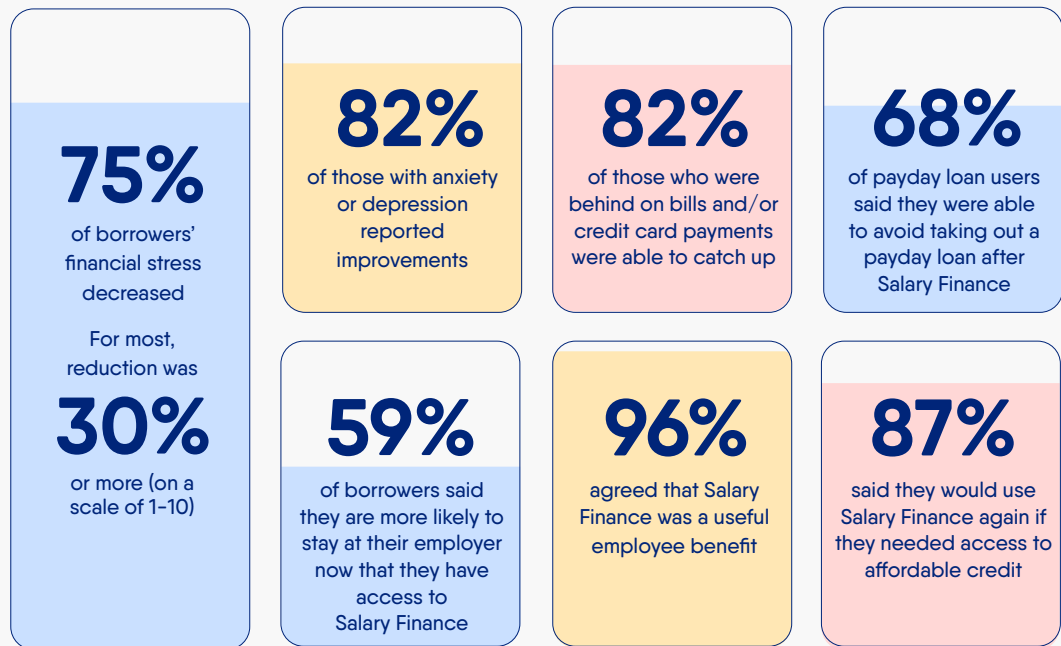 75%
of borrowers’
financial stress
decreased
For most,
reduction was
30%
or more (on a
scale of 1-10)
82%
of those with anxiety
or depression
reported
improvements
82%
of those who were
behind on bills and/or
credit card payments
were able to catch up
68%
of payday loan users
said they were able
to avoid taking out a
payday loan after
Salary Finance
59%
of borrowers said
they are more likely to
stay at their employer
now that they have
access to
Salary Finance
96%
agreed that Salary
Finance was a useful
employee benefit
87%
said they would use
Salary Finance again if
they needed access to
affordable credit